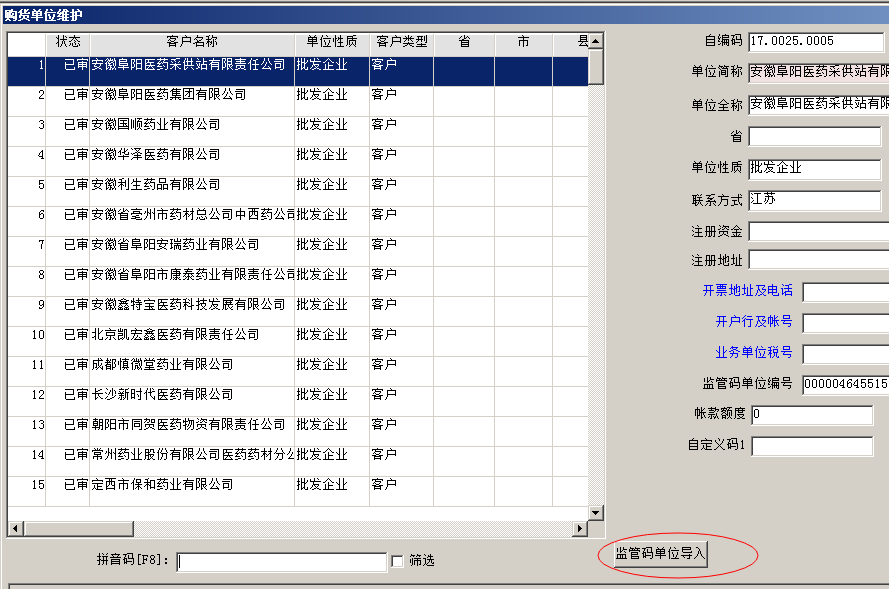 购货单位维护
状态 客户名称 单位性质 客户类型 省 市 县
1 已审 安徽阜阳医药采供站有限责任公司 批发企业 客户
2 已审 安徽阜阳医药集团有限公司 批发企业 客户
3 已审 安徽国顺药业有限公司 批发企业 客户
4 已审 安徽华泽医药有限公司 批发企业 客户
5 已审 安徽利生药品有限公司 批发企业 客户
6 已审 安徽省亳州市药材总公司中西药公司 批发企业 客户
7 已审 安徽省阜阳安瑞药业有限公司 批发企业 客户
8 已审 安徽省阜阳市康泰药业有限责任公司 批发企业 客户
9 已审 安徽鑫特宝医药科技发展有限公司 批发企业 客户
10 已审 北京凯宏鑫医药有限责任公司 批发企业 客户
11 已审 成都慎微堂药业有限公司 批发企业 客户
12 已审 长沙新时代医药有限公司 批发企业 客户
13 已审 朝阳市同贺医药物资有限责任公司 批发企业 客户
14 已审 常州药业股份有限公司医药药材分公 批发企业 客户
15 已审 定西市保和药业有限公司 批发企业 客户
拼音码[F8]: 筛选
自编码 17.0025.0005
单位简称 安徽阜阳医药采供站有限
单位全称 安徽阜阳医药采供站有限
省
单位性质 批发企业
联系方式 江苏
注册资金
注册地址
开票地址及电话
开户行及帐号
业务单位税号
监管码单位编号 000004645515
帐款额度 0
自定义码1
监管码单位导入